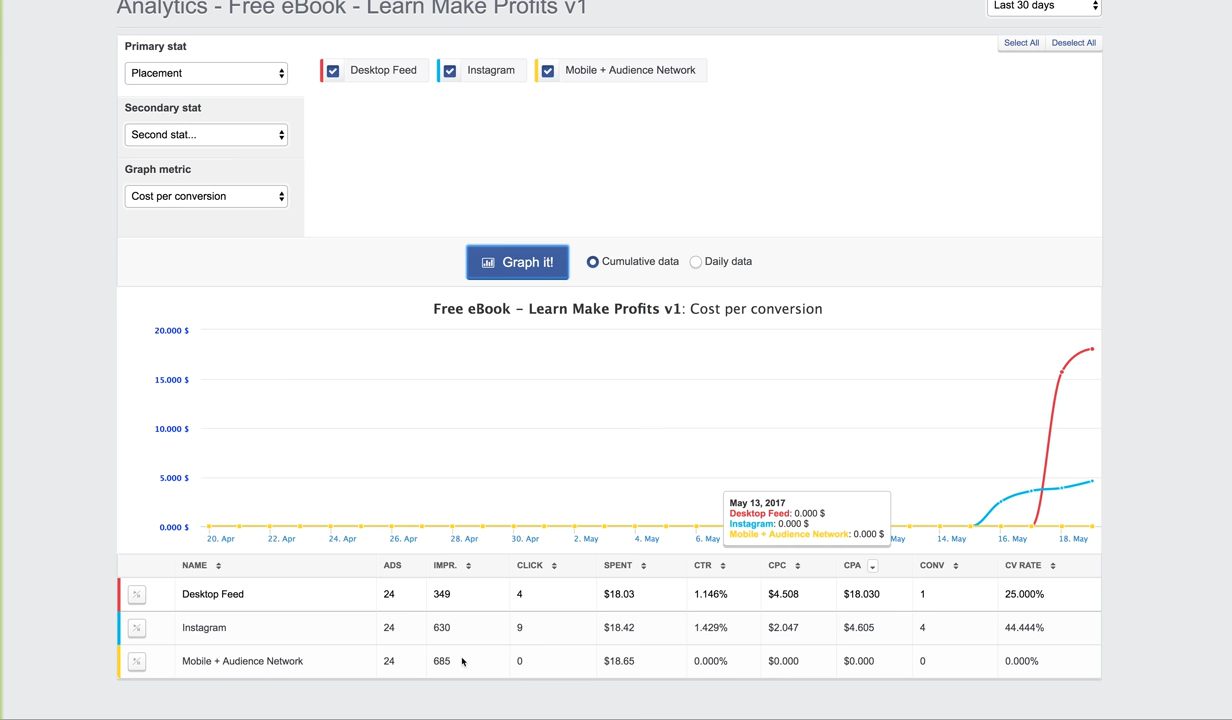 Analytics - Free eBook - Learn Make Profits v1
Last 30 days
Primary stat
Select All Deselect All
Placement
Desktop Feed Instagram Mobile + Audience Network
Secondary stat
Second stat...
Graph metric
Cost per conversion
Graph it! Cumulative data Daily data
Free eBook – Learn Make Profits v1: Cost per conversion
20.000 $
15.000 $
10.000 $
5.000 $
0.000 $
May 13, 2017
Desktop Feed: 0.000 $
Instagram: 0.000 $
Mobile + Audience Network: 0.000 $
20. Apr 22. Apr 24. Apr 26. Apr 28. Apr 30. Apr 2. May 4. May 6. May May 14. May 16. May 18. May
NAME ADS IMPR. CLICK SPENT CTR CPC CPA CONV CV RATE
Desktop Feed 24 349 4 $18.03 1.146% $4.508 $18.030 1 25.000%
Instagram 24 630 9 $18.42 1.429% $2.047 $4.605 4 44.444%
Mobile + Audience Network 24 685 0 $18.65 0.000% $0.000 $0.000 0 0.000%